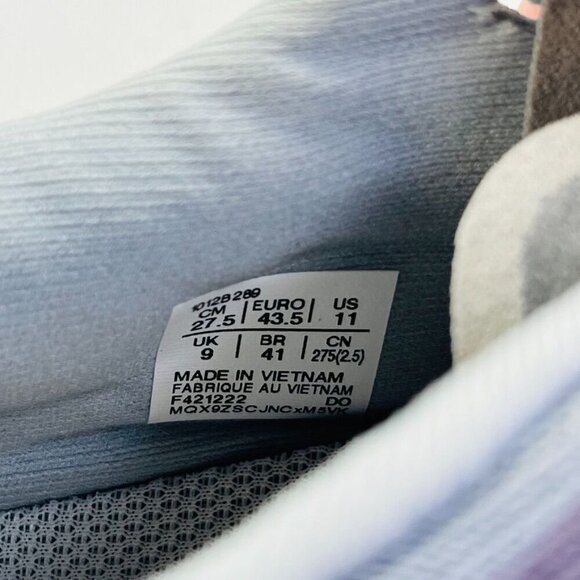 1012B289
CM 27.5 | EURO 43.5 | US 11
UK 9 | BR 41 | CN 275(2.5)
MADE IN VIETNAM
FABRIQUE AU VIETNAM
F421222 DO
MQX9ZSCJNCxM5VK